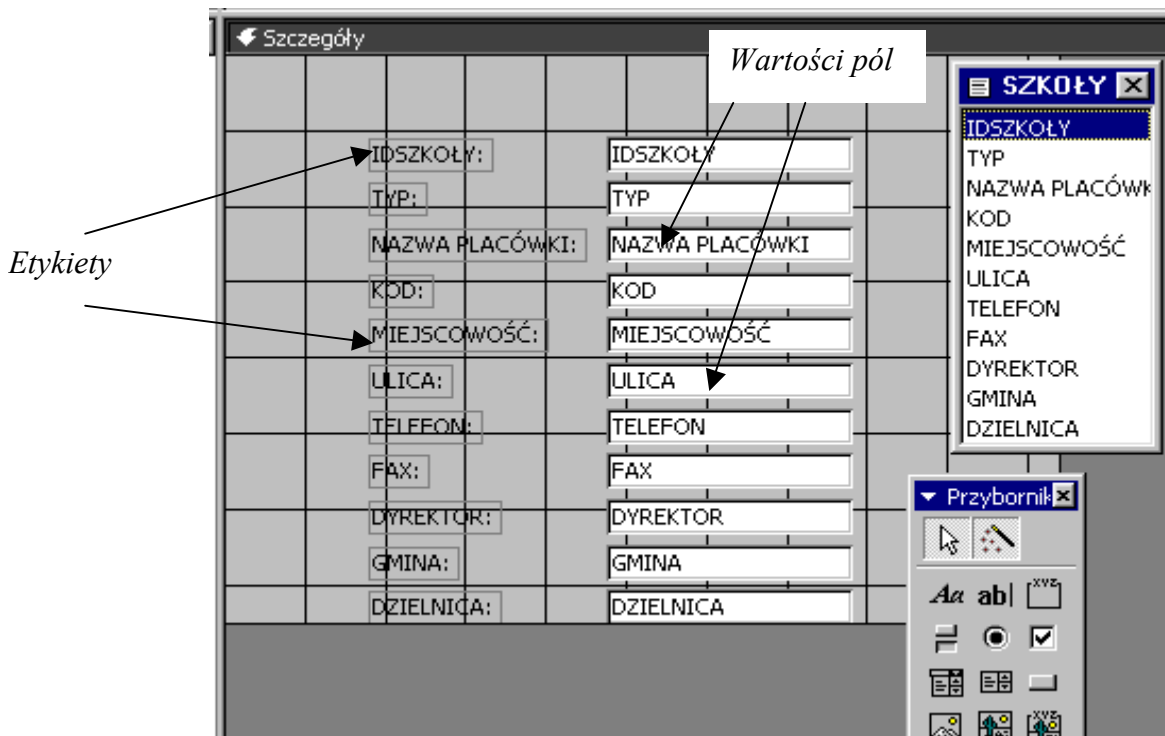 Szczegóły
Wartości pól
Etykiety
IDSZKOŁY: IDSZKOŁY
TYP: TYP
NAZWA PLACÓWKI: NAZWA PLACÓWKI
KOD: KOD
MIEJSCOWOŚĆ: MIEJSCOWOŚĆ
ULICA: ULICA
TELEFON: TELEFON
FAX: FAX
DYREKTOR: DYREKTOR
GMINA: GMINA
DZIELNICA: DZIELNICA
SZKOŁY
IDSZKOŁY
TYP
NAZWA PLACÓWK
KOD
MIEJSCOWOŚĆ
ULICA
TELEFON
FAX
DYREKTOR
GMINA
DZIELNICA
Przybornik
Aa ab| XYZ
XYZ